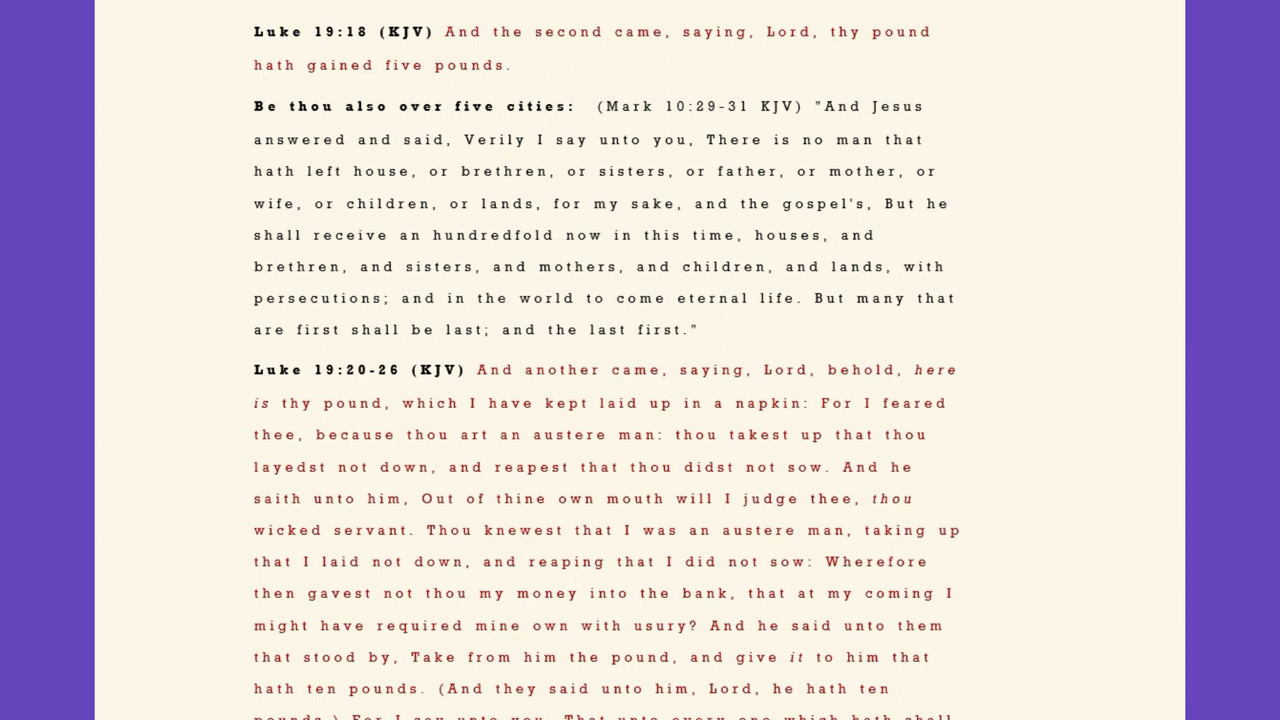 Luke 19:18 (KJV) And the second came, saying, Lord, thy pound
hath gained five pounds.
Be thou also over five cities: (Mark 10:29-31 KJV) "And Jesus
answered and said, Verily I say unto you, There is no man that
hath left house, or brethren, or sisters, or father, or mother, or
wife, or children, or lands, for my sake, and the gospel's, But he
shall receive an hundredfold now in this time, houses, and
brethren, and sisters, and mothers, and children, and lands, with
persecutions; and in the world to come eternal life. But many that
are first shall be last; and the last first."
Luke 19:20-26 (KJV) And another came, saying, Lord, behold, here
is thy pound, which I have kept laid up in a napkin: For I feared
thee, because thou art an austere man: thou takest up that thou
layedst not down, and reapest that thou didst not sow. And he
saith unto him, Out of thine own mouth will I judge thee, thou
wicked servant. Thou knewest that I was an austere man, taking up
that I laid not down, and reaping that I did not sow: Wherefore
then gavest not thou my money into the bank, that at my coming I
might have required mine own with usury? And he said unto them
that stood by, Take from him the pound, and give it to him that
hath ten pounds. (And they said unto him, Lord, he hath ten
pounds.) For I say unto you, That unto every one which hath shall